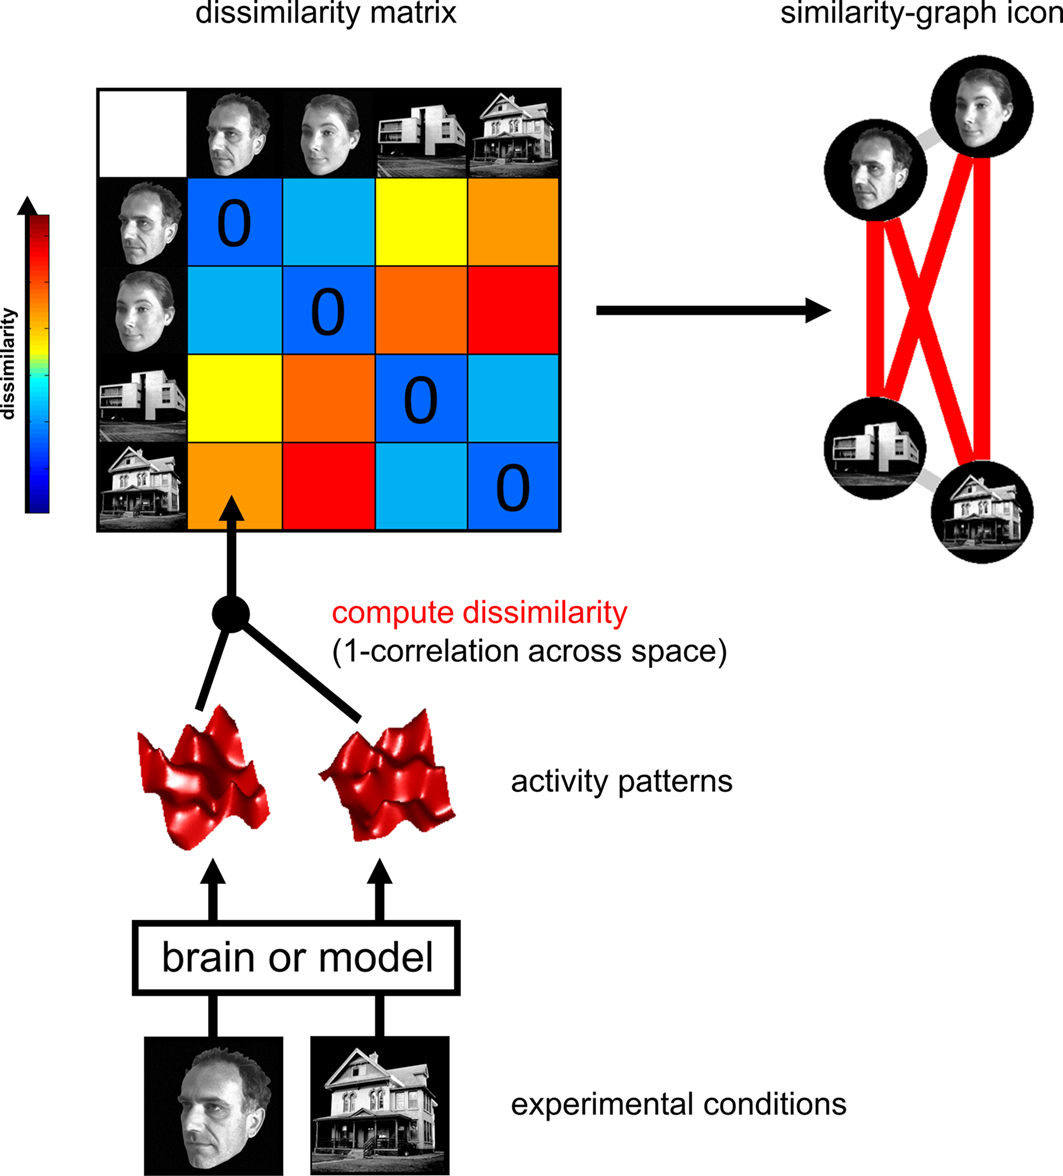 dissimilarity matrix
similarity-graph icon
0
0
0
0
dissimilarity
compute dissimilarity
(1-correlation across space)
activity patterns
brain or model
experimental conditions